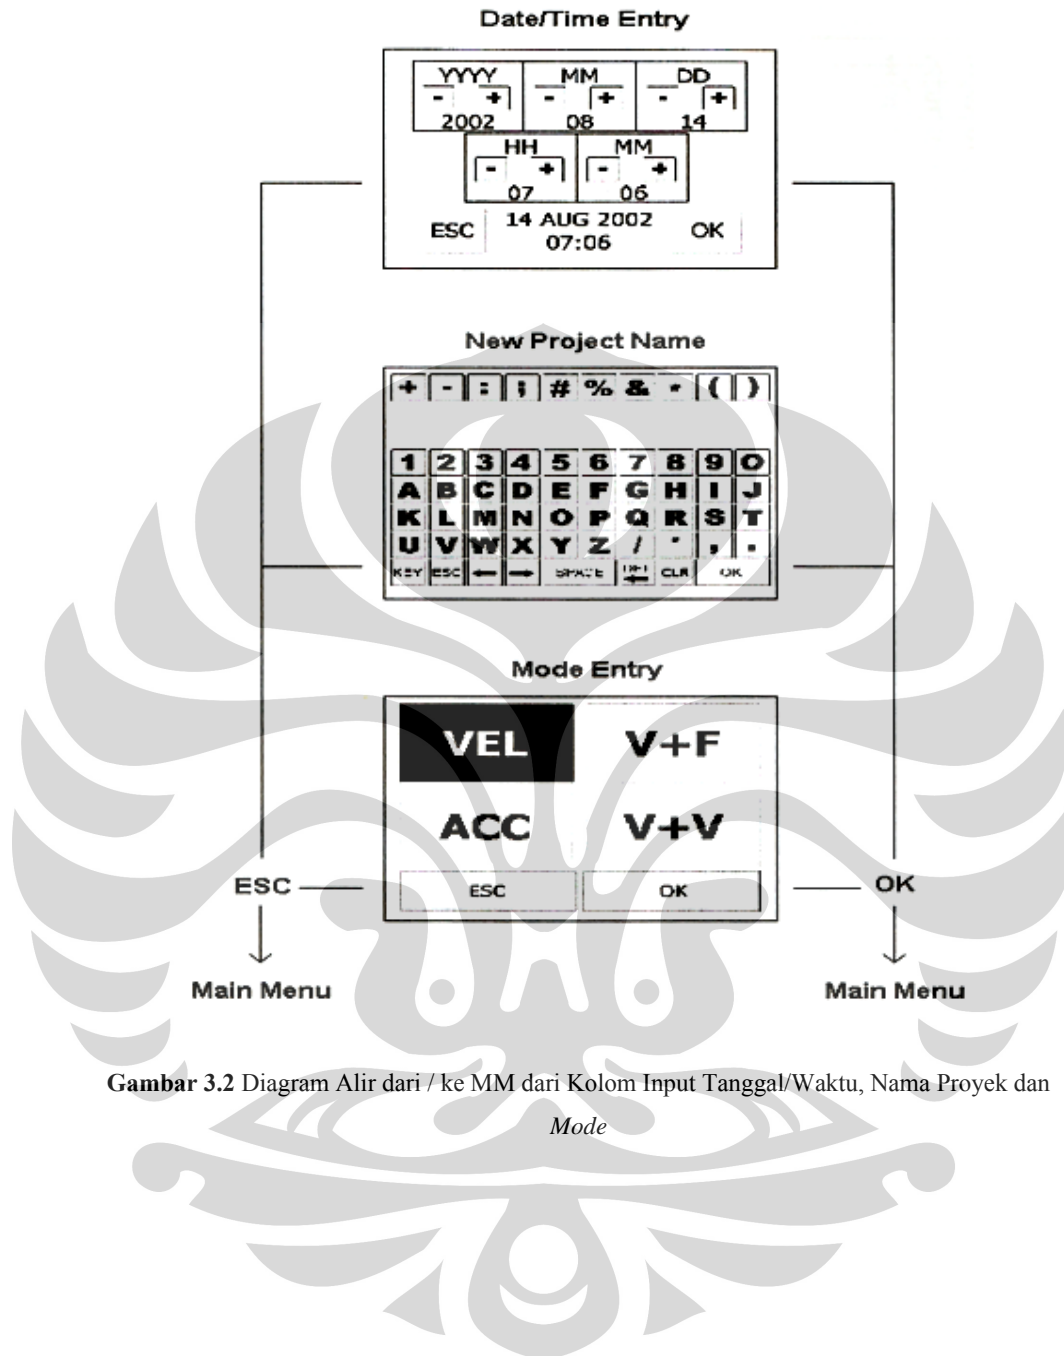 Date/Time Entry
YYYY MM DD
- + - + - +
2002 08 14
HH MM
- + - +
07 06
ESC 14 AUG 2002 OK
07:06
New Project Name
+ - : ; # % & * ( )
1 2 3 4 5 6 7 8 9 0
A B C D E F G H I J
K L M N O P Q R S T
U V W X Y Z / ' , .
KEY ESC ← → SPACE DEL ← CLR OK
Mode Entry
VEL V+F
ACC V+V
ESC ESC OK OK
Main Menu Main Menu
Gambar 3.2 Diagram Alir dari / ke MM dari Kolom Input Tanggal/Waktu, Nama Proyek dan
Mode